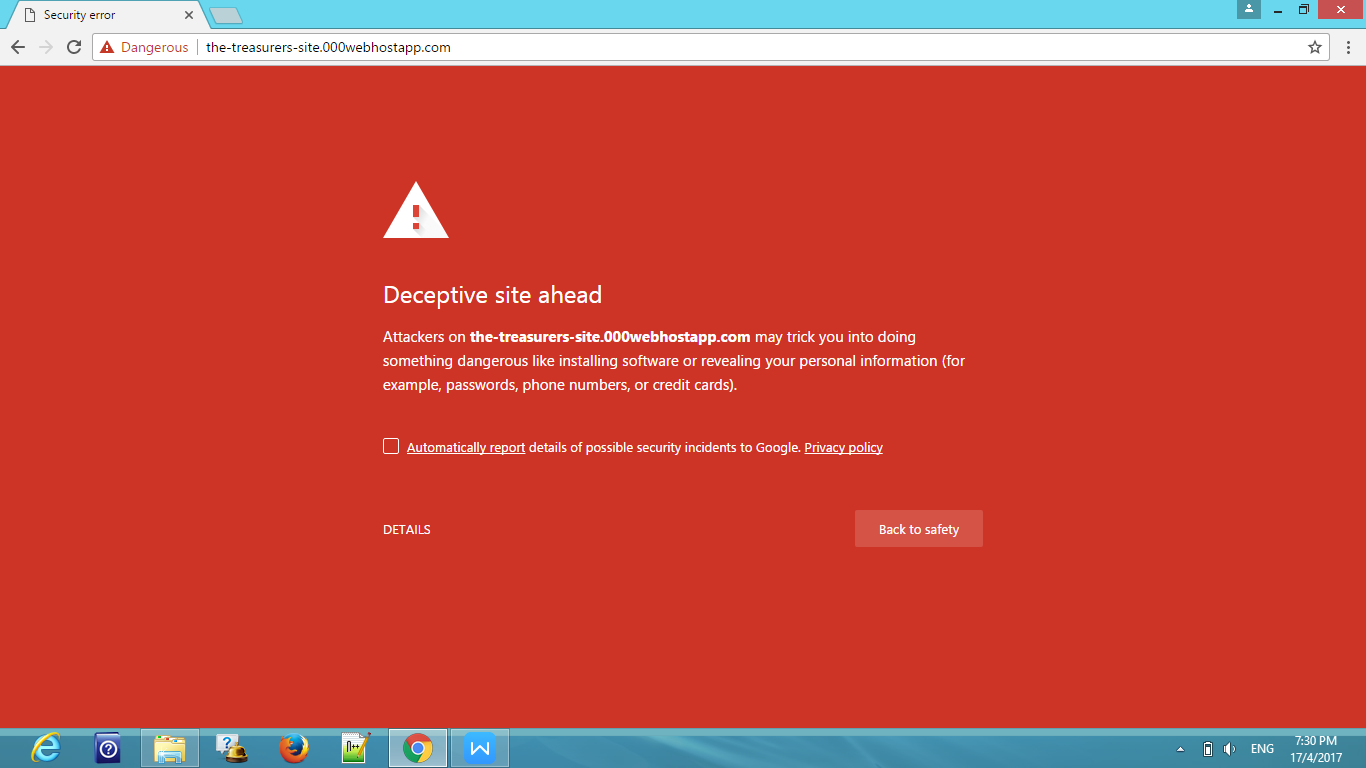 Security error
Dangerous the-treasurers-site.000webhostapp.com
Deceptive site ahead
Attackers on the-treasurers-site.000webhostapp.com may trick you into doing
something dangerous like installing software or revealing your personal information (for
example, passwords, phone numbers, or credit cards).
Automatically report details of possible security incidents to Google. Privacy policy
DETAILS
Back to safety
ENG
7:30 PM
17/4/2017